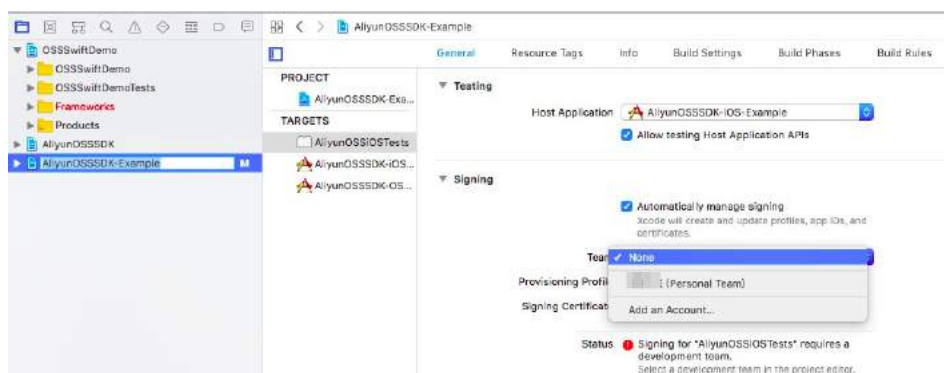 AliyunOSSSDK-Example
OSSSwiftDemo
OSSSwiftDemo
OSSSwiftDemoTests
Frameworks
Products
AliyunOSSSDK
AliyunOSSSDK-Example
M
General Resource Tags Info Build Settings Build Phases Build Rules
PROJECT
AliyunOSSSDK-Exa...
TARGETS
AliyunOSSiOSTests
AliyunOSSSDK-iOS...
AliyunOSSSDK-OS...
Testing
Host Application AliyunOSSSDK-iOS-Example
Allow testing Host Application APIs
Signing
Automatically manage signing
Xcode will create and update profiles, app IDs, and
certificates.
Team None
Provisioning Profil
(Personal Team)
Signing Certificat
Add an Account...
Status Signing for "AliyunOSSiOSTests" requires a
development team.
Select a development team in the project editor.